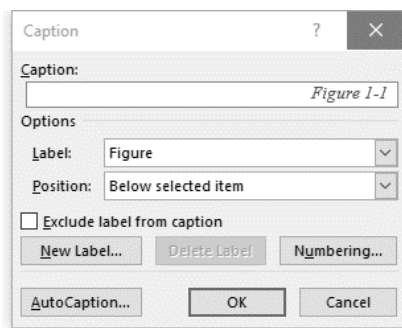 Caption ? ×
Caption:
Figure 1-1
Options
Label: Figure
Position: Below selected item
Exclude label from caption
New Label... Delete Label Numbering...
AutoCaption... OK Cancel